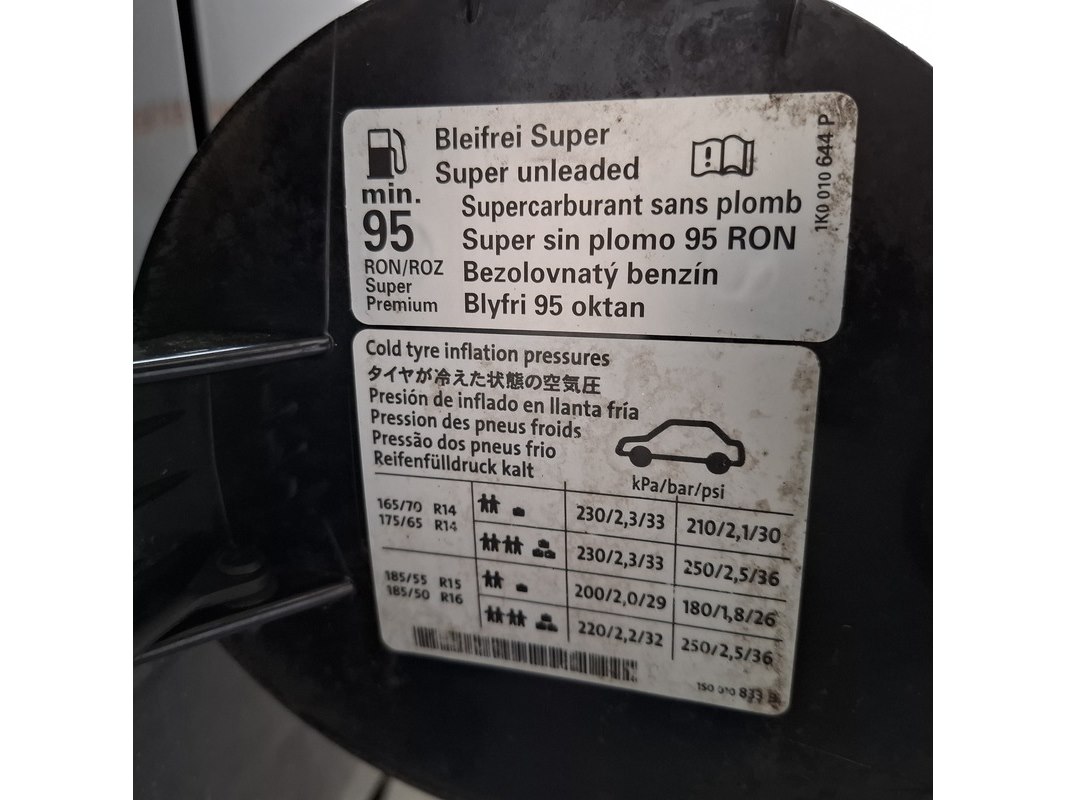 Bleifrei Super
Super unleaded
Supercarburant sans plomb
Super sin plomo 95 RON
Bezolovnatý benzín
Blyfri 95 oktan
min.
95
RON/ROZ
Super
Premium
1K0 010 644 P
Cold tyre inflation pressures
タイヤが冷えた状態の空気圧
Presión de inflado en llanta fría
Pression des pneus froids
Pressão dos pneus frio
Reifenfülldruck kalt
kPa/bar/psi
165/70 R14
175/65 R14
230/2,3/33 210/2,1/30
230/2,3/33 250/2,5/36
185/55 R15
185/50 R16
200/2,0/29 180/1,8/26
220/2,2/32 250/2,5/36
1S0 010 833 B